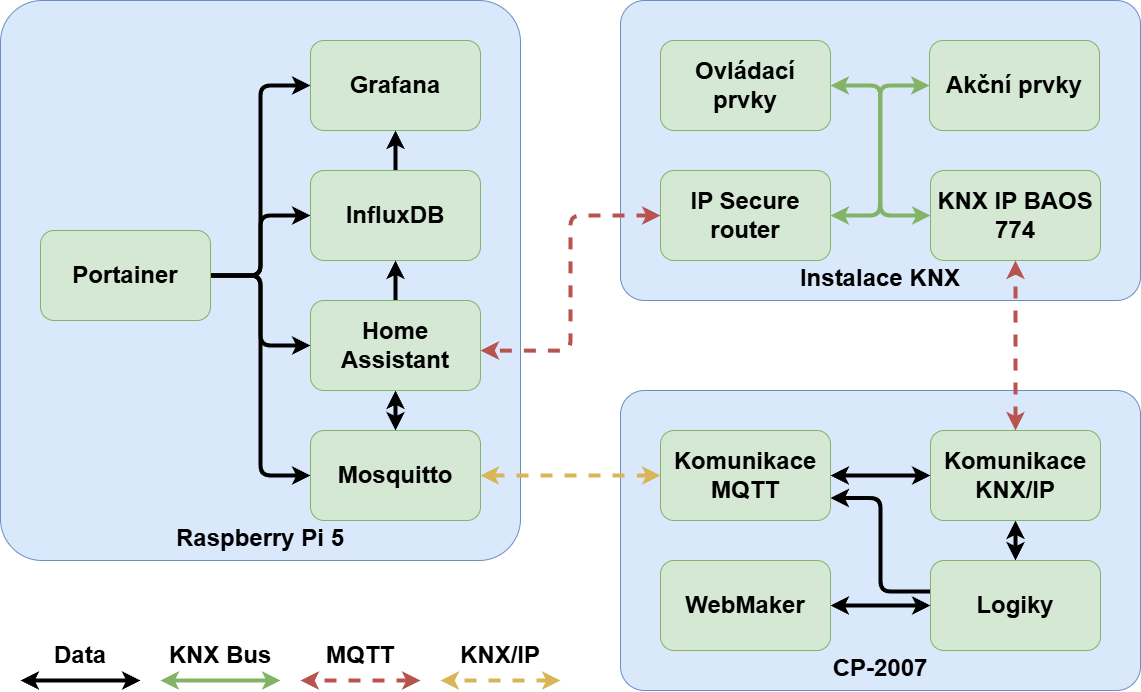 Grafana
InfluxDB
Portainer
Home
Assistant
Mosquitto
Raspberry Pi 5
Ovládací
prvky
Akční prvky
IP Secure
router
KNX IP BAOS
774
Instalace KNX
Komunikace
MQTT
Komunikace
KNX/IP
WebMaker
Logiky
CP-2007
Data
KNX Bus
MQTT
KNX/IP